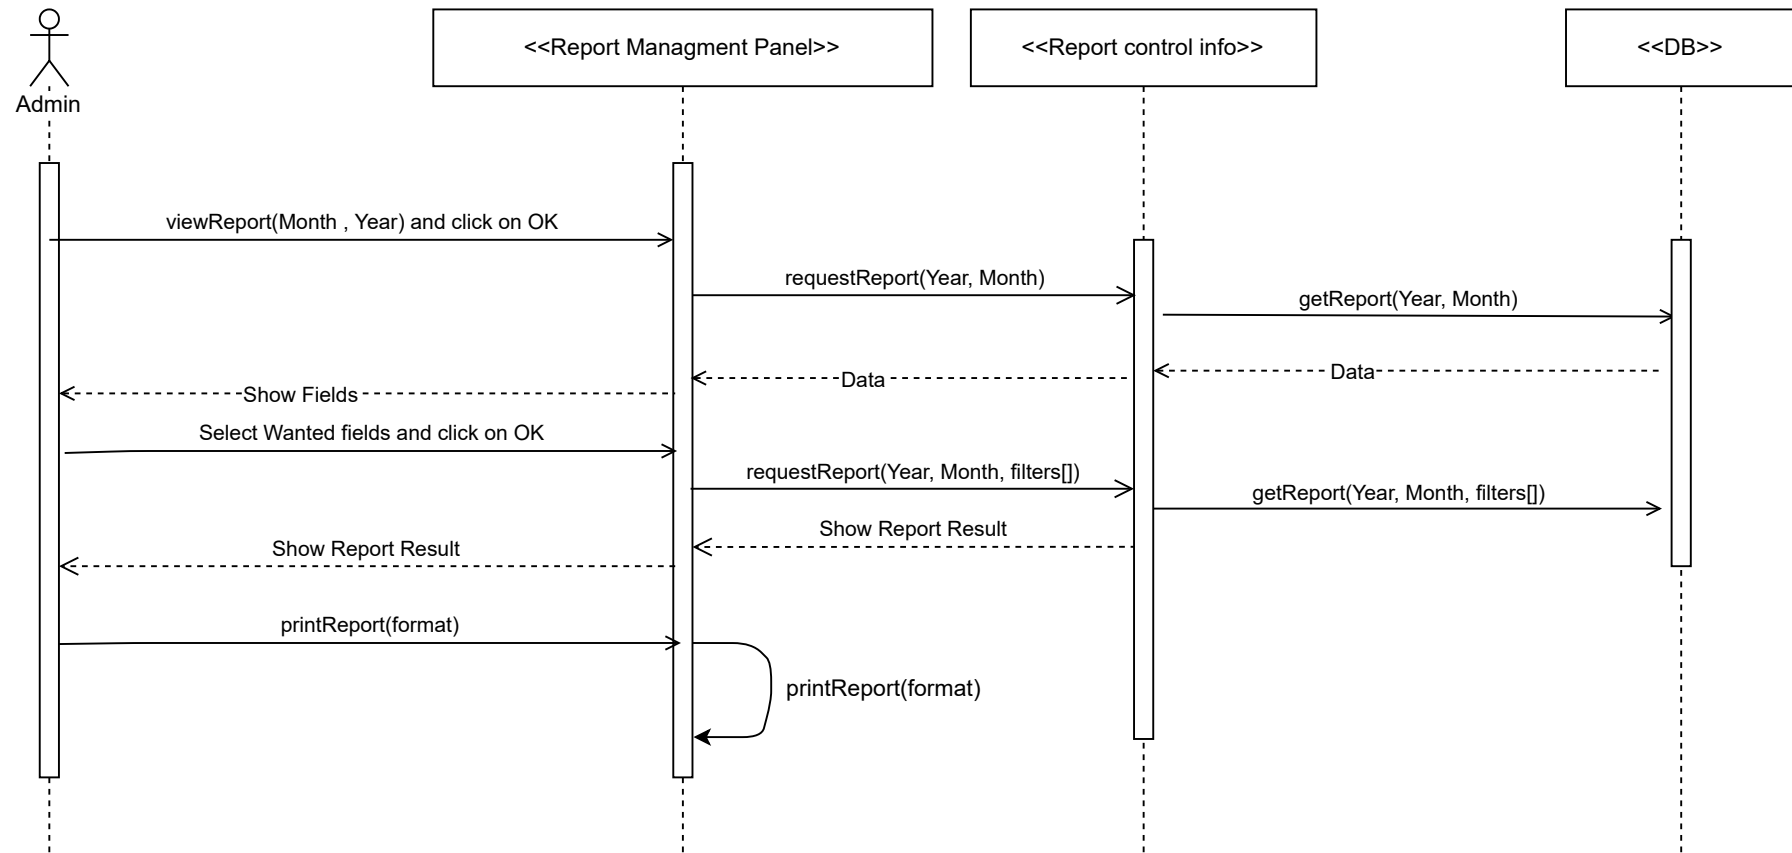 <<Report Managment Panel>>
<<Report control info>>
<<DB>>
Admin
viewReport(Month , Year) and click on OK
requestReport(Year, Month)
getReport(Year, Month)
Data
Data
Show Fields
Select Wanted fields and click on OK
requestReport(Year, Month, filters[])
getReport(Year, Month, filters[])
Show Report Result
Show Report Result
printReport(format)
printReport(format)